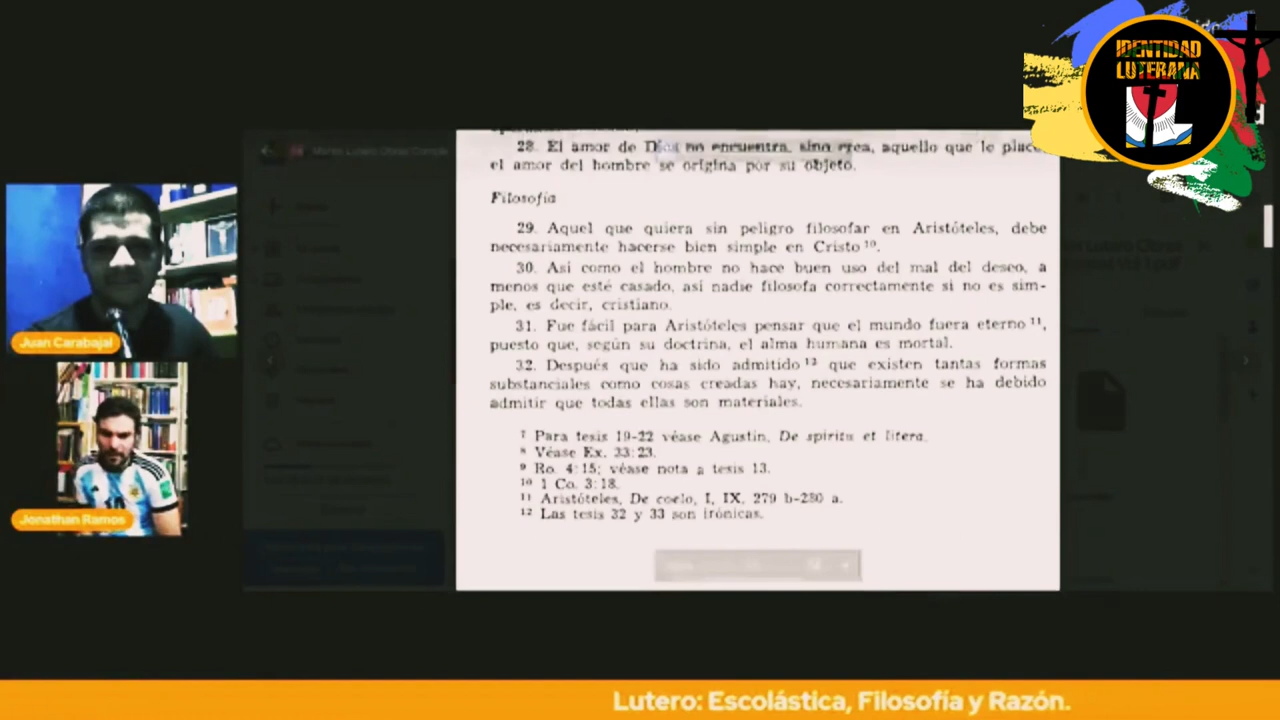 IDENTIDAD
LUTERANA
28. El amor de Dios no encuentra, sino crea, aquello que le place
el amor del hombre se origina por su objeto.
Filosofía
29. Aquel que quiera sin peligro filosofar en Aristóteles, debe
necesariamente hacerse bien simple en Cristo ¹⁰.
30. Así como el hombre no hace buen uso del mal del deseo, a
menos que esté casado, así nadie filosofa correctamente si no es sim-
ple, es decir, cristiano.
31. Fue fácil para Aristóteles pensar que el mundo fuera eterno ¹¹,
puesto que, según su doctrina, el alma humana es mortal.
32. Después que ha sido admitido ¹² que existen tantas formas
substanciales como cosas creadas hay, necesariamente se ha debido
admitir que todas ellas son materiales.
⁷ Para tesis 19-22 véase Agustín, De spiritu et litera.
⁸ Véase Ex. 33:23.
⁹ Ro. 4:15; véase nota a tesis 13.
¹⁰ 1 Co. 3:18.
¹¹ Aristóteles, De coelo, I, IX, 279 b-280 a.
¹² Las tesis 32 y 33 son irónicas.
Juan Carabajal
Jonathan Ramos
Lutero: Escolástica, Filosofía y Razón.